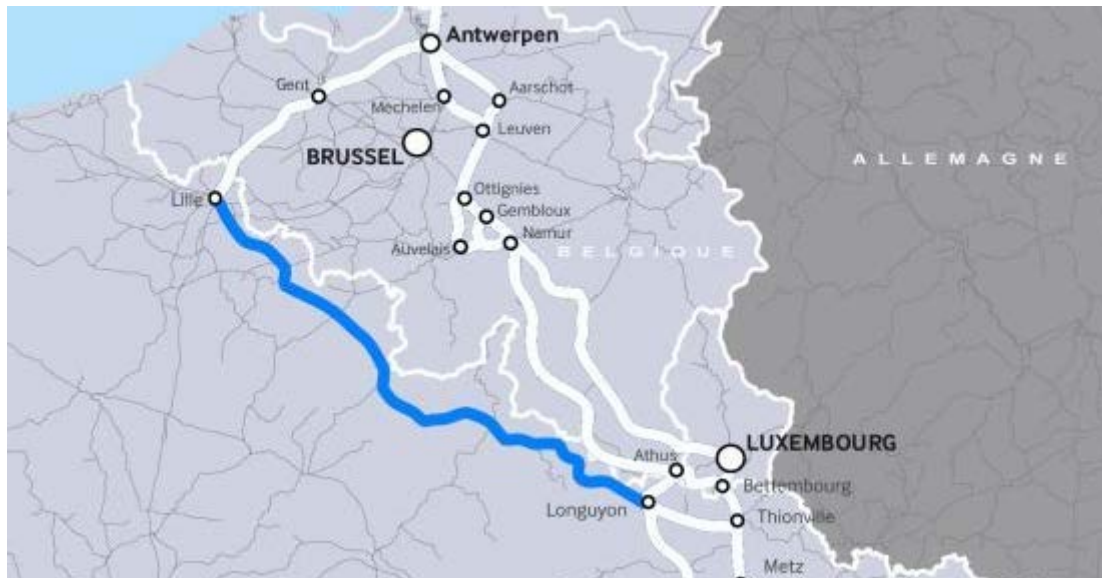 Antwerpen
Gent
Aarschot
Mechelen
Leuven
BRUSSEL
ALLEMAGNE
Lille
Ottignies
Gembloux
Namur
Auvelais
BELGIQUE
LUXEMBOURG
Athus
Bettembourg
Longuyon
Thionville
Metz